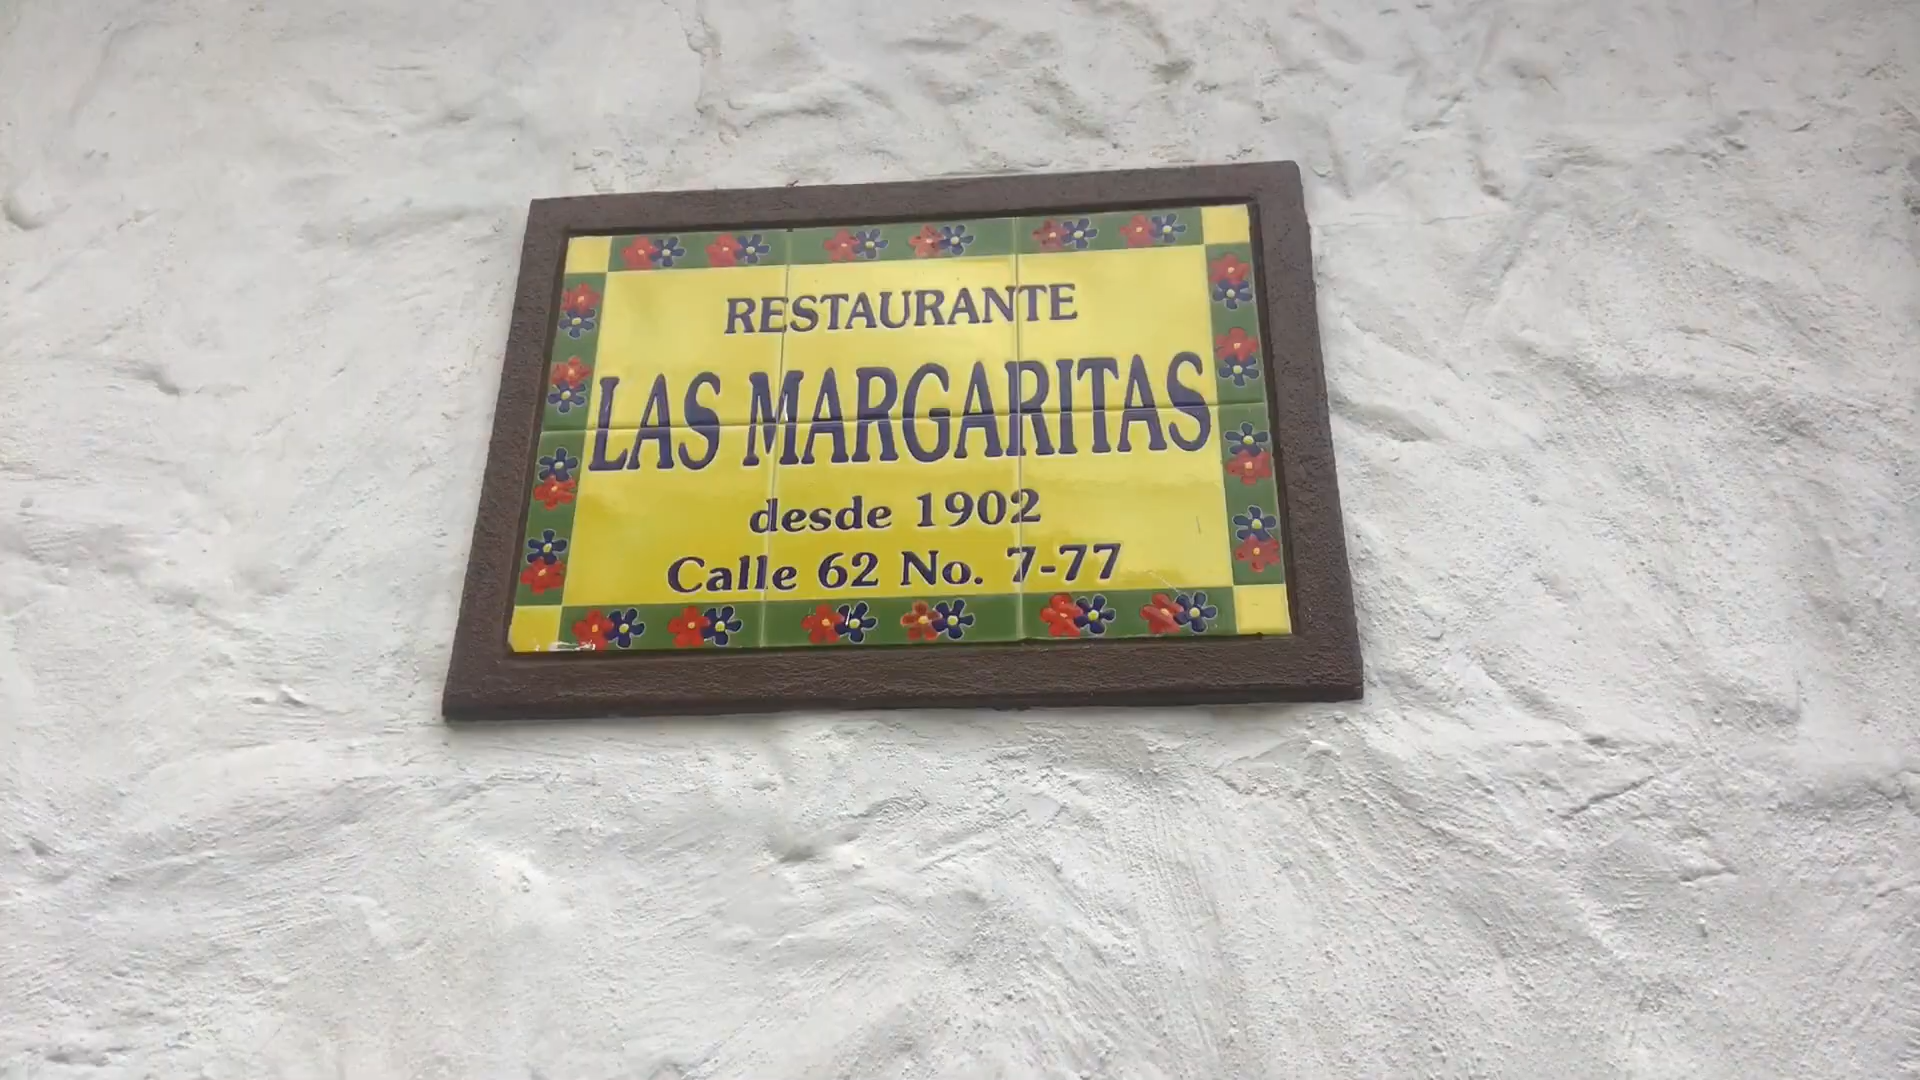 RESTAURANTE
LAS MARGARITAS
desde 1902
Calle 62 No. 7-77